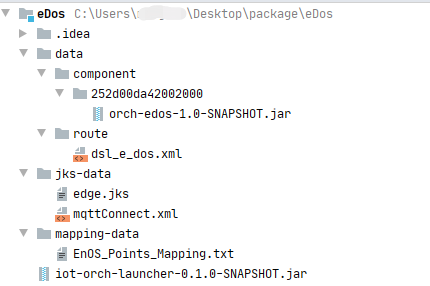 eDos C:\Users\ \Desktop\package\eDos
.idea
data
component
252d00da42002000
orch-edos-1.0-SNAPSHOT.jar
route
dsl_e_dos.xml
jks-data
edge.jks
mqttConnect.xml
mapping-data
EnOS_Points_Mapping.txt
iot-orch-launcher-0.1.0-SNAPSHOT.jar